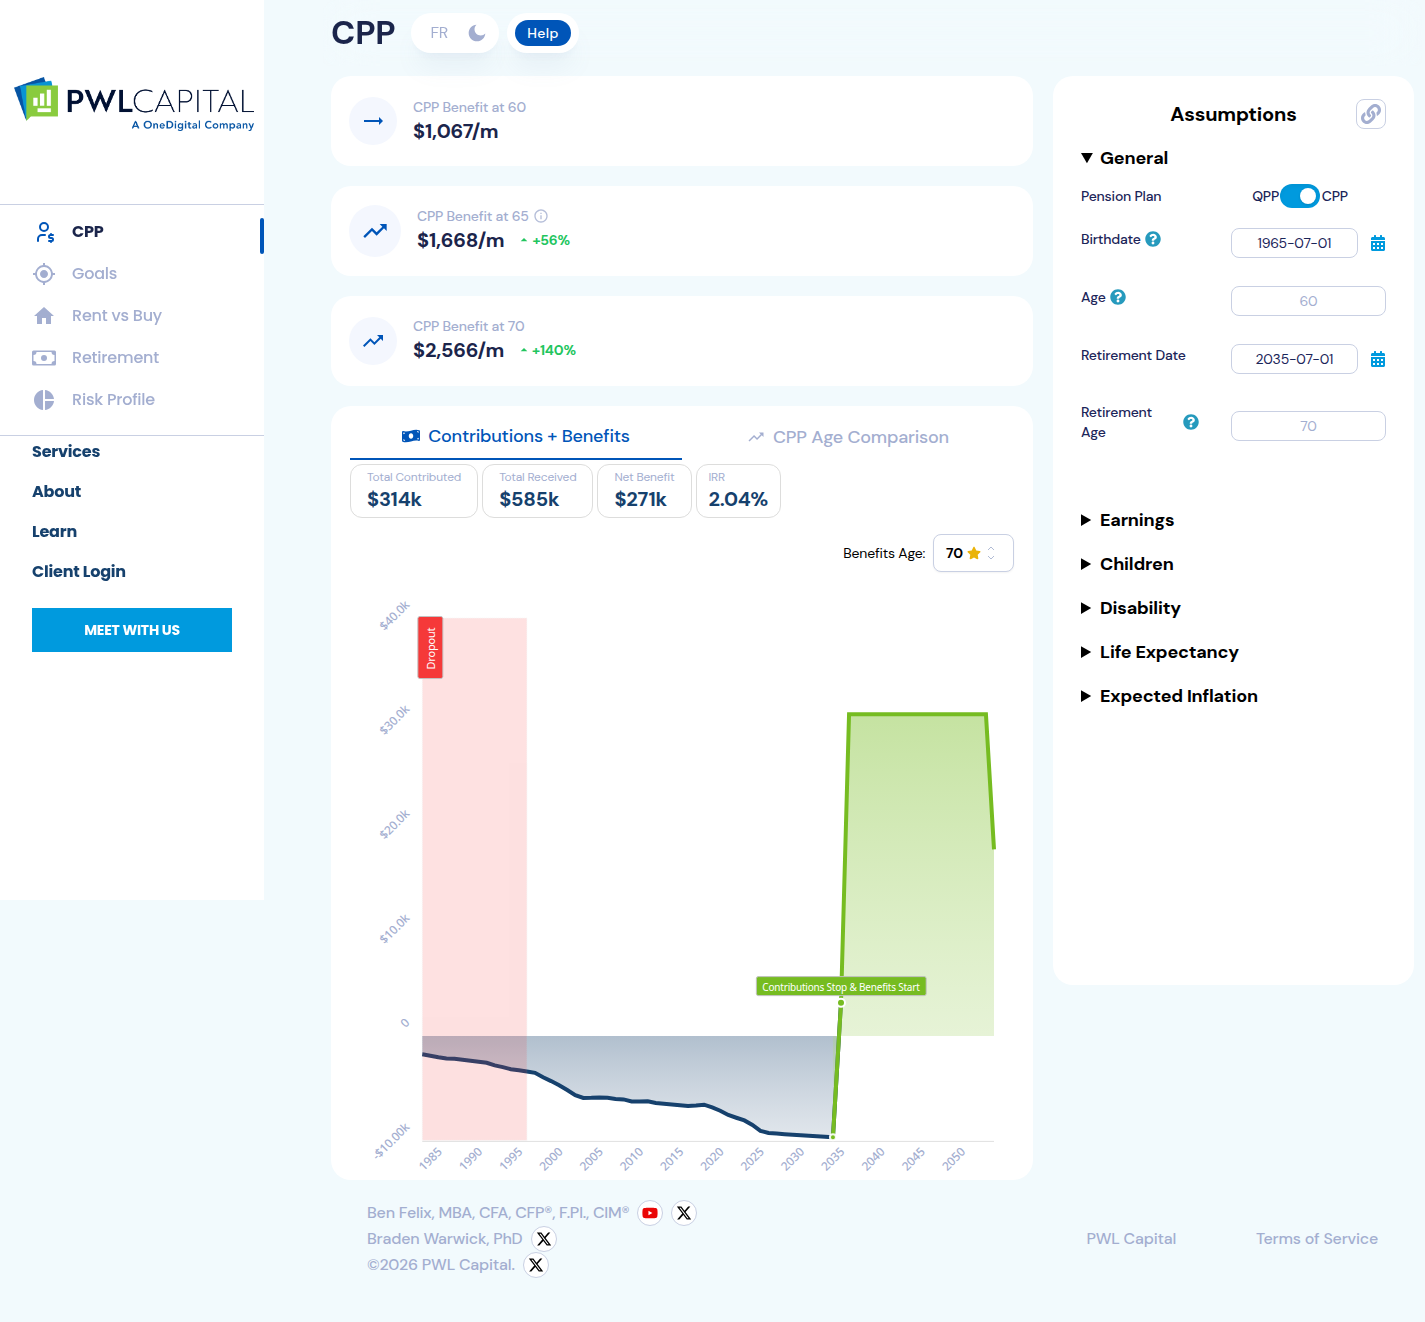 PWLCAPITAL
A OneDigital Company
CPP
Goals
Rent vs Buy
Retirement
Risk Profile
Services
About
Learn
Client Login
MEET WITH US
CPP
FR
Help
CPP Benefit at 60
$1,067/m
CPP Benefit at 65
$1,668/m +56%
CPP Benefit at 70
$2,566/m +140%
Contributions + Benefits
CPP Age Comparison
Total Contributed
$314k
Total Received
$585k
Net Benefit
$271k
IRR
2.04%
Benefits Age: 70
$40.0k
$30.0k
$20.0k
$10.0k
0
-$10.00k
Dropout
Contributions Stop & Benefits Start
1985 1990 1995 2000 2005 2010 2015 2020 2025 2030 2035 2040 2045 2050
Assumptions
General
Pension Plan QPP CPP
Birthdate ? 1965-07-01
Age ? 60
Retirement Date 2035-07-01
Retirement
Age ? 70
Earnings
Children
Disability
Life Expectancy
Expected Inflation
Ben Felix, MBA, CFA, CFP®, F.PI., CIM®
Braden Warwick, PhD
©2026 PWL Capital.
PWL Capital
Terms of Service